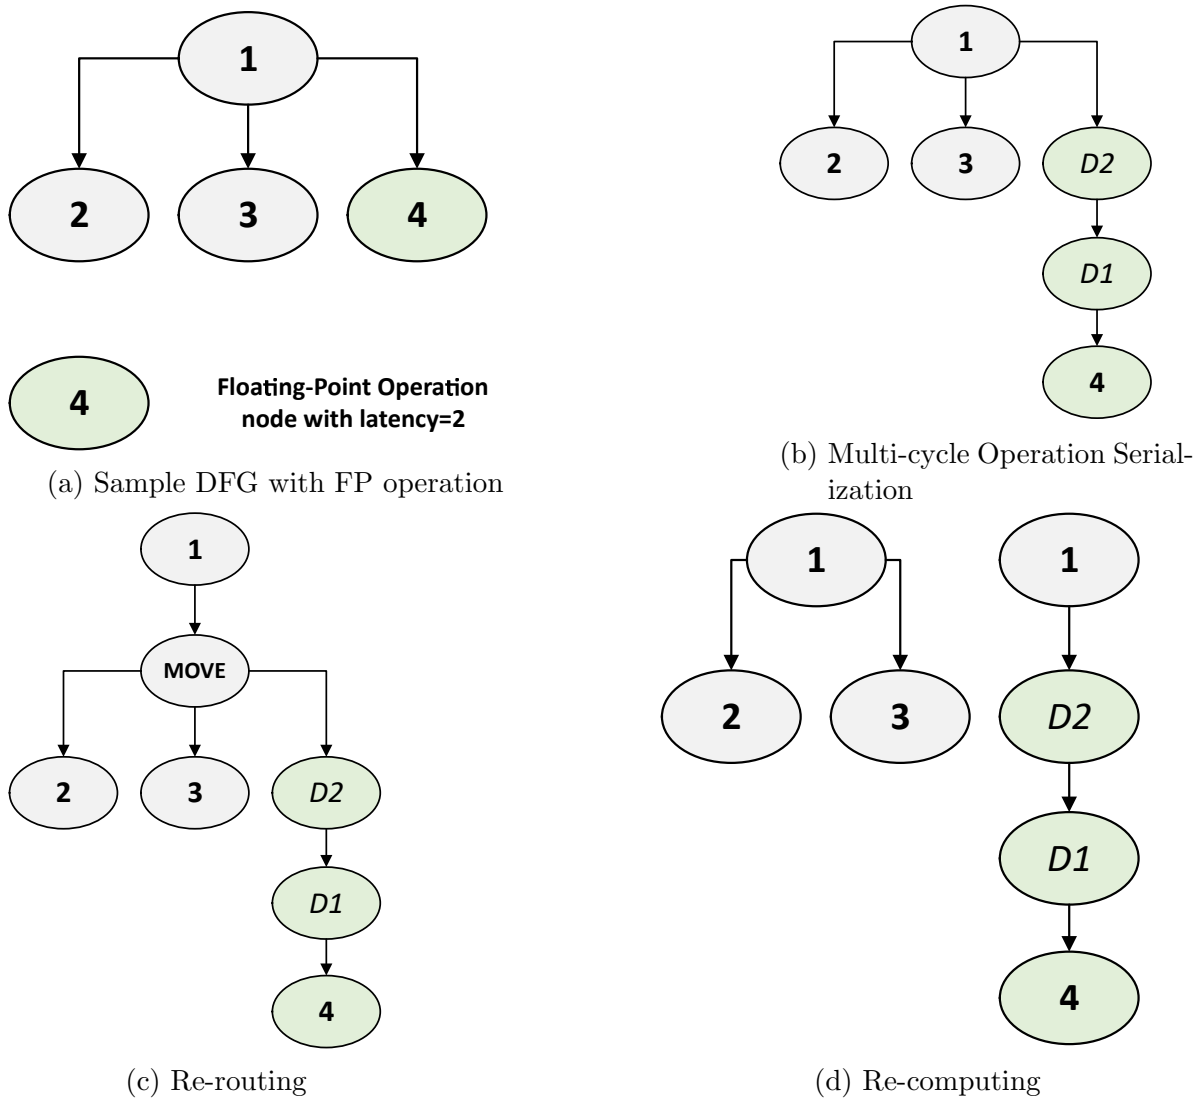 1
2
3
4
4
Floating-Point Operation
node with latency=2
(a) Sample DFG with FP operation
1
2
3
D2
D1
4
(b) Multi-cycle Operation Serial-
ization
1
MOVE
2
3
D2
D1
4
(c) Re-routing
1
1
2
3
D2
D1
4
(d) Re-computing